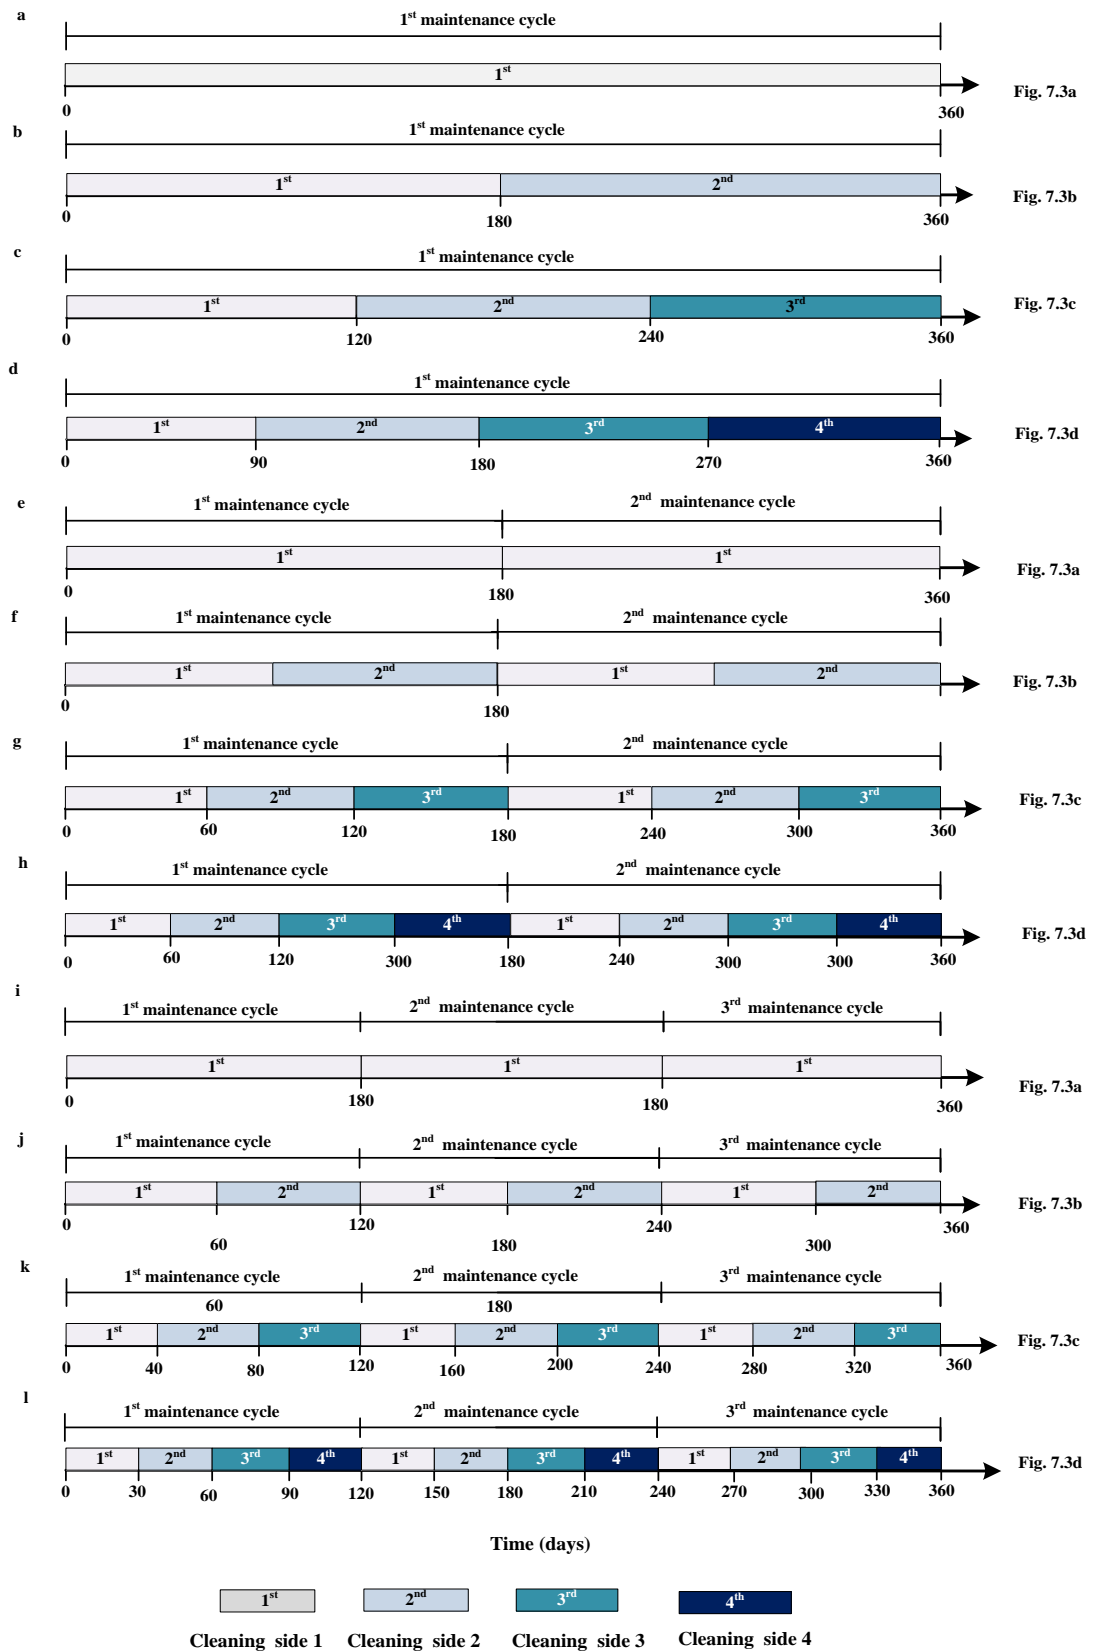 a
1st maintenance cycle
1st
0 360
Fig. 7.3a
b
1st maintenance cycle
1st 2nd
0 180 360
Fig. 7.3b
c
1st maintenance cycle
1st 2nd 3rd
0 120 240 360
Fig. 7.3c
d
1st maintenance cycle
1st 2nd 3rd 4th
0 90 180 270 360
Fig. 7.3d
e
1st maintenance cycle 2nd maintenance cycle
1st 1st
0 180 360
Fig. 7.3a
f
1st maintenance cycle 2nd maintenance cycle
1st 2nd 1st 2nd
0 180
Fig. 7.3b
g
1st maintenance cycle 2nd maintenance cycle
1st 2nd 3rd 1st 2nd 3rd
0 60 120 180 240 300 360
Fig. 7.3c
h
1st maintenance cycle 2nd maintenance cycle
1st 2nd 3rd 4th 1st 2nd 3rd 4th
0 60 120 300 180 240 300 300 360
Fig. 7.3d
i
1st maintenance cycle 2nd maintenance cycle 3rd maintenance cycle
1st 1st 1st
0 180 180 360
Fig. 7.3a
j
1st maintenance cycle 2nd maintenance cycle 3rd maintenance cycle
1st 2nd 1st 2nd 1st 2nd
0 60 120 180 240 300 360
Fig. 7.3b
k
1st maintenance cycle 2nd maintenance cycle 3rd maintenance cycle
60 180
1st 2nd 3rd 1st 2nd 3rd 1st 2nd 3rd
0 40 80 120 160 200 240 280 320 360
Fig. 7.3c
l
1st maintenance cycle 2nd maintenance cycle 3rd maintenance cycle
1st 2nd 3rd 4th 1st 2nd 3rd 4th 1st 2nd 3rd 4th
0 30 60 90 120 150 180 210 240 270 300 330 360
Fig. 7.3d
Time (days)
1st 2nd 3rd 4th
Cleaning side 1 Cleaning side 2 Cleaning side 3 Cleaning side 4